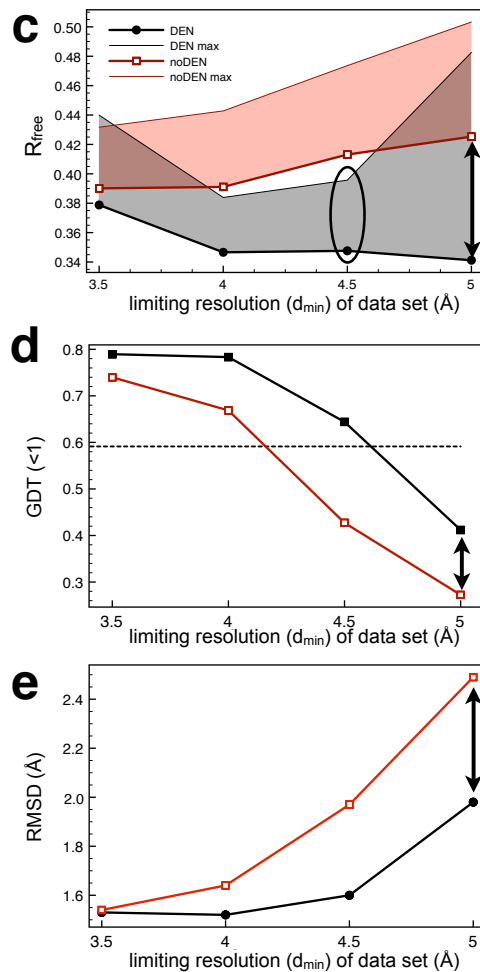 c
DEN
DEN max
noDEN
noDEN max
0.50
0.48
0.46
0.44
0.42
0.40
0.38
0.36
0.34
R_free
3.5 4 4.5 5
limiting resolution (d_min) of data set (Å)
d
0.8
0.7
0.6
0.5
0.4
0.3
GDT (<1)
3.5 4 4.5 5
limiting resolution (d_min) of data set (Å)
e
2.4
2.2
2.0
1.8
1.6
RMSD (Å)
3.5 4 4.5 5
limiting resolution (d_min) of data set (Å)